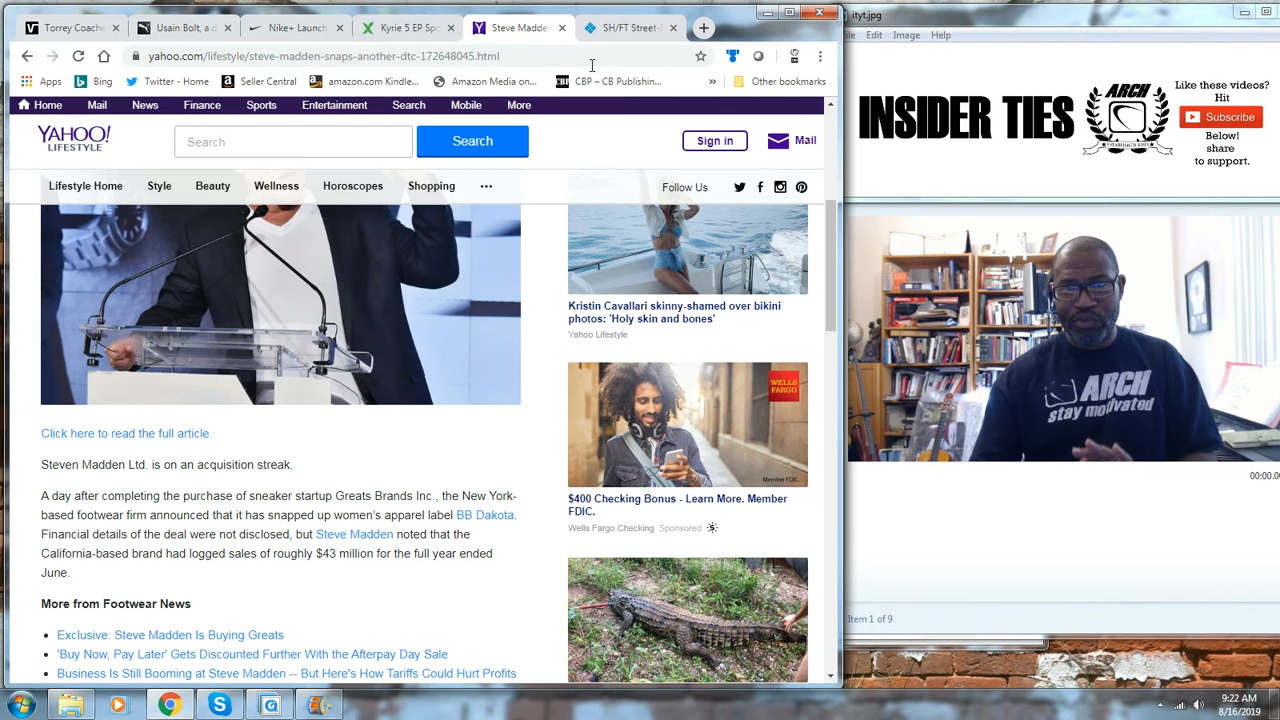 Torrey Coach
Usain Bolt, a d
Nike+ Launch
Kyrie 5 EP Spo
Steve Madden
SH/FT Street-F
ityt.jpg
yahoo.com/lifestyle/steve-madden-snaps-another-dtc-172648045.html
Edit Image Help
Apps
Bing
Twitter - Home
Seller Central
amazon.com Kindle...
Amazon Media on...
CBP – CB Publishin...
»
Other bookmarks
Home Mail News Finance Sports Entertainment Search Mobile More
YAHOO!
LIFESTYLE
Search
Search
Sign in
Mail
Lifestyle Home Style Beauty Wellness Horoscopes Shopping •••
Follow Us
INSIDER TIES
ARCH
Like these videos?
Hit
Subscribe
Below!
share
to support.
Kristin Cavallari skinny-shamed over bikini
photos: 'Holy skin and bones'
Yahoo Lifestyle
WELLS
FARGO
Member FDIC.
$400 Checking Bonus - Learn More. Member
FDIC.
Wells Fargo Checking Sponsored
Click here to read the full article.
Steven Madden Ltd. is on an acquisition streak.
A day after completing the purchase of sneaker startup Greats Brands Inc., the New York-
based footwear firm announced that it has snapped up women's apparel label BB Dakota.
Financial details of the deal were not disclosed, but Steve Madden noted that the
California-based brand had logged sales of roughly $43 million for the full year ended
June.
More from Footwear News
• Exclusive: Steve Madden Is Buying Greats
• 'Buy Now, Pay Later' Gets Discounted Further With the Afterpay Day Sale
• Business Is Still Booming at Steve Madden -- But Here's How Tariffs Could Hurt Profits
ARCH
stay motivated
00:00.0
Item 1 of 9
9:22 AM
8/16/2019